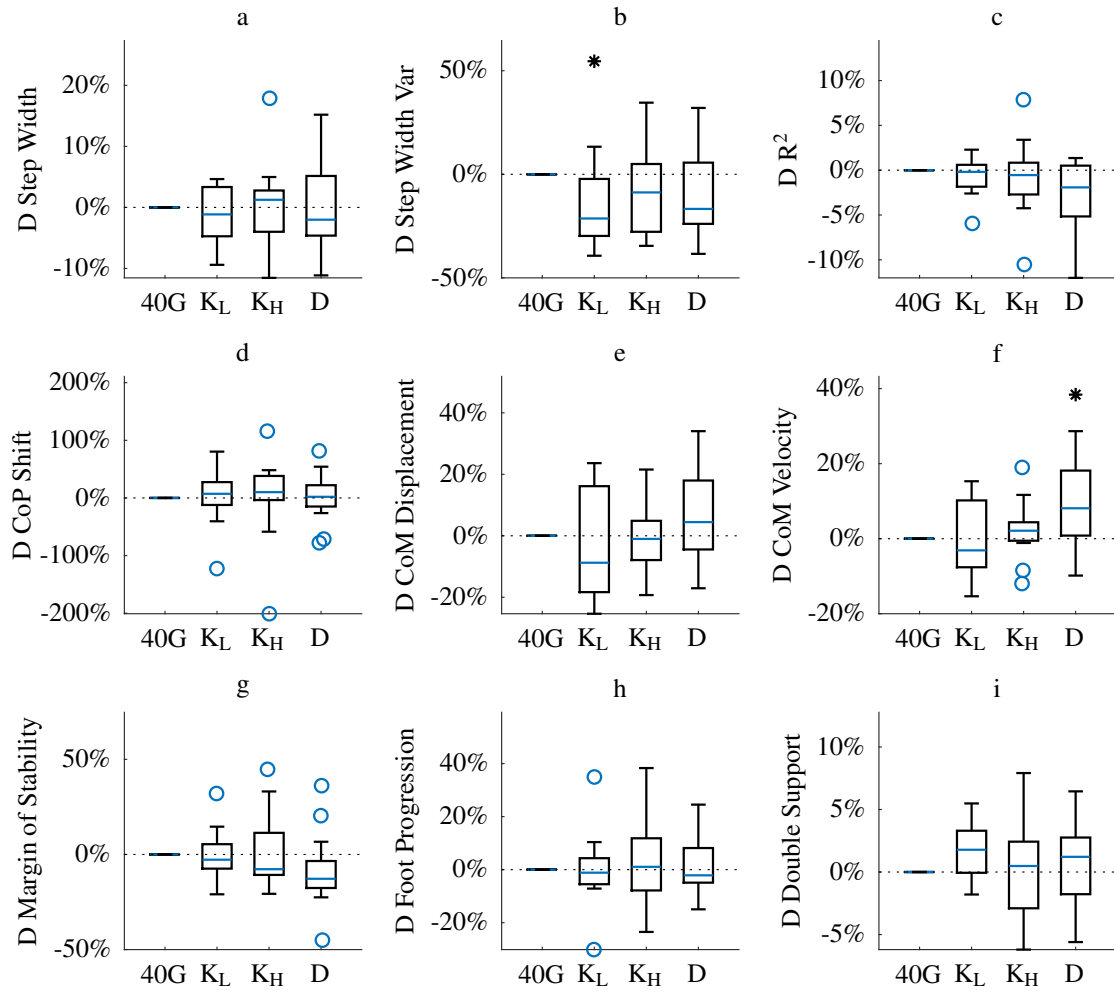 a
b
c
D Step Width
20%
10%
0%
-10%
40G K_L K_H D
D Step Width Var
50%
0%
-50%
40G K_L K_H D
D R²
10%
5%
0%
-5%
-10%
40G K_L K_H D
d
e
f
D CoP Shift
200%
100%
0%
-100%
-200%
40G K_L K_H D
D CoM Displacement
40%
20%
0%
-20%
40G K_L K_H D
D CoM Velocity
40%
20%
0%
-20%
40G K_L K_H D
g
h
i
D Margin of Stability
50%
0%
-50%
40G K_L K_H D
D Foot Progression
40%
20%
0%
-20%
40G K_L K_H D
D Double Support
10%
5%
0%
-5%
40G K_L K_H D